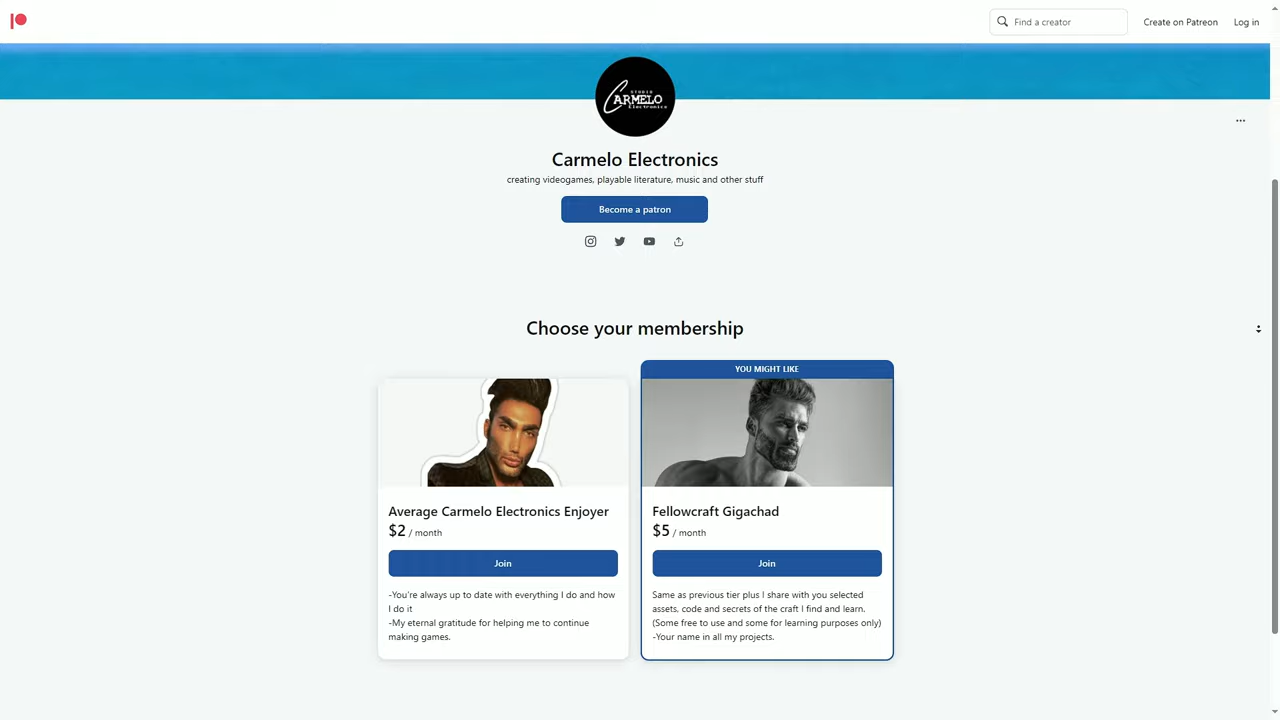 Find a creator
Create on Patreon
Log in
STUDIO
CARMELO
Electronics
Carmelo Electronics
creating videogames, playable literature, music and other stuff
Become a patron
Choose your membership
Average Carmelo Electronics Enjoyer
$2 / month
Join
-You're always up to date with everything I do and how
I do it
-My eternal gratitude for helping me to continue
making games.
YOU MIGHT LIKE
Fellowcraft Gigachad
$5 / month
Join
Same as previous tier plus I share with you selected
assets, code and secrets of the craft I find and learn.
(Some free to use and some for learning purposes only)
-Your name in all my projects.